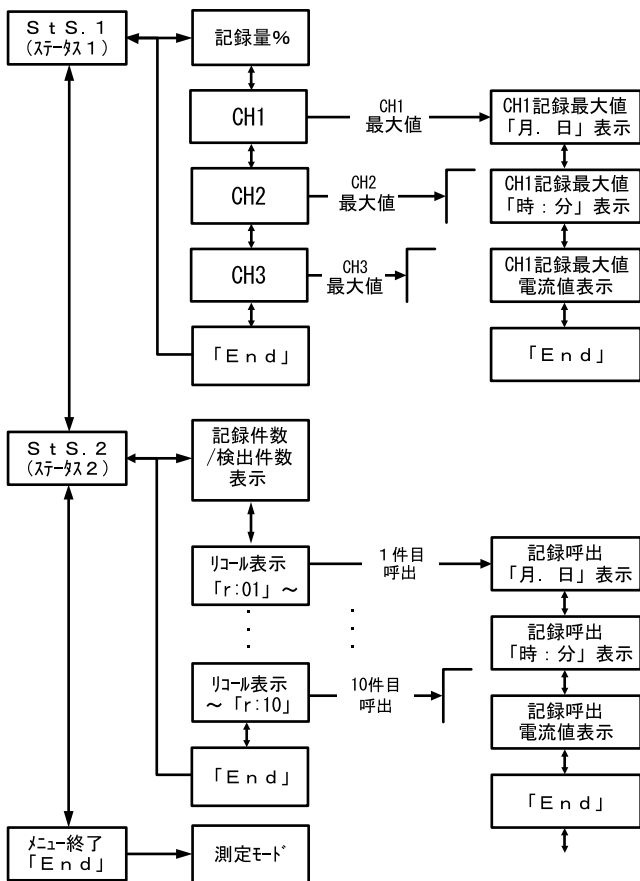 ＳｔＳ.１
(ｽﾃｰﾀｽ１)
記録量%
CH1
CH1
最大値
CH1記録最大値
「月. 日」表示
CH2
CH2
最大値
CH1記録最大値
「時：分」表示
CH3
CH3
最大値
CH1記録最大値
電流値表示
「Ｅｎｄ」
「Ｅｎｄ」
ＳｔＳ.２
(ｽﾃｰﾀｽ２)
記録件数
/検出件数
表示
ﾘｺｰﾙ表示
「r:01」～
１件目
呼出
記録呼出
「月. 日」表示
記録呼出
「時：分」表示
ﾘｺｰﾙ表示
～「r:10」
10件目
呼出
記録呼出
電流値表示
「Ｅｎｄ」
「Ｅｎｄ」
ﾒﾆｭｰ終了
「Ｅｎｄ」
測定ﾓｰﾄﾞ